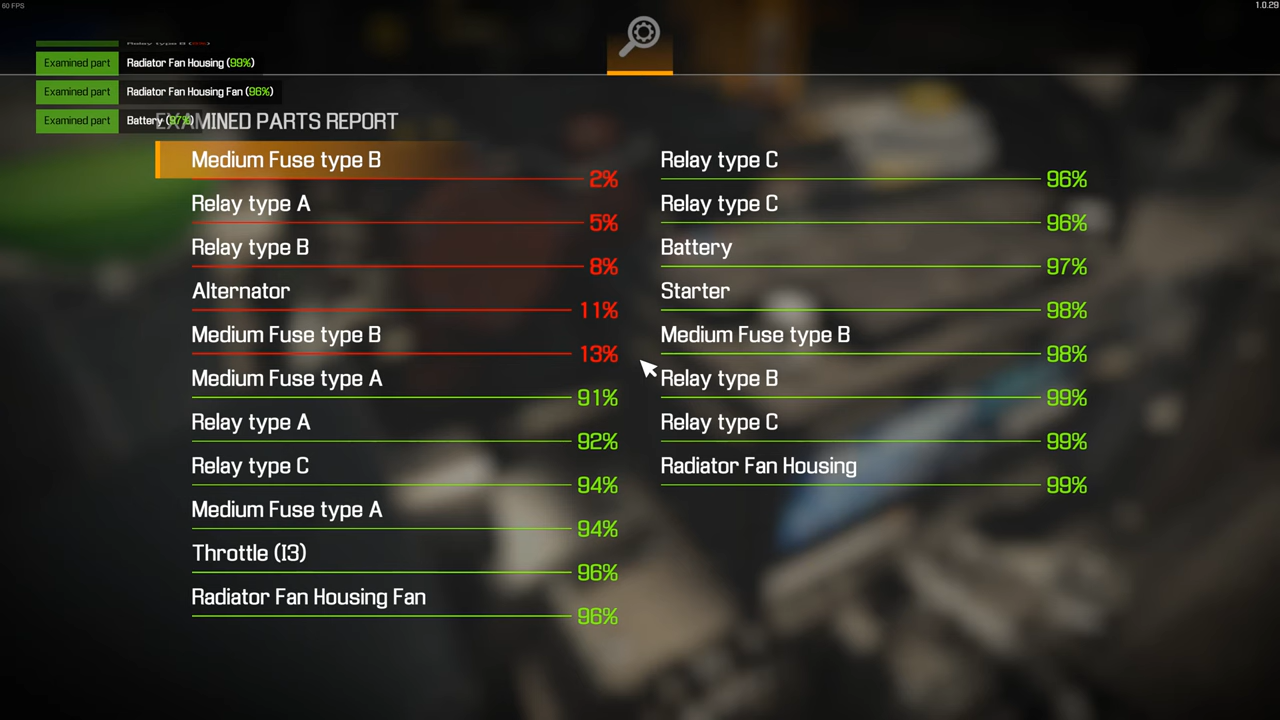 60 FPS
1.0.29
Relay type B
Examined part Radiator Fan Housing (99%)
Examined part Radiator Fan Housing Fan (96%)
Examined part Battery (97%)
EXAMINED PARTS REPORT
Medium Fuse type B
2%
Relay type A
5%
Relay type B
8%
Alternator
11%
Medium Fuse type B
13%
Medium Fuse type A
91%
Relay type A
92%
Relay type C
94%
Medium Fuse type A
94%
Throttle (I3)
96%
Radiator Fan Housing Fan
96%
Relay type C
96%
Relay type C
96%
Battery
97%
Starter
98%
Medium Fuse type B
98%
Relay type B
99%
Relay type C
99%
Radiator Fan Housing
99%